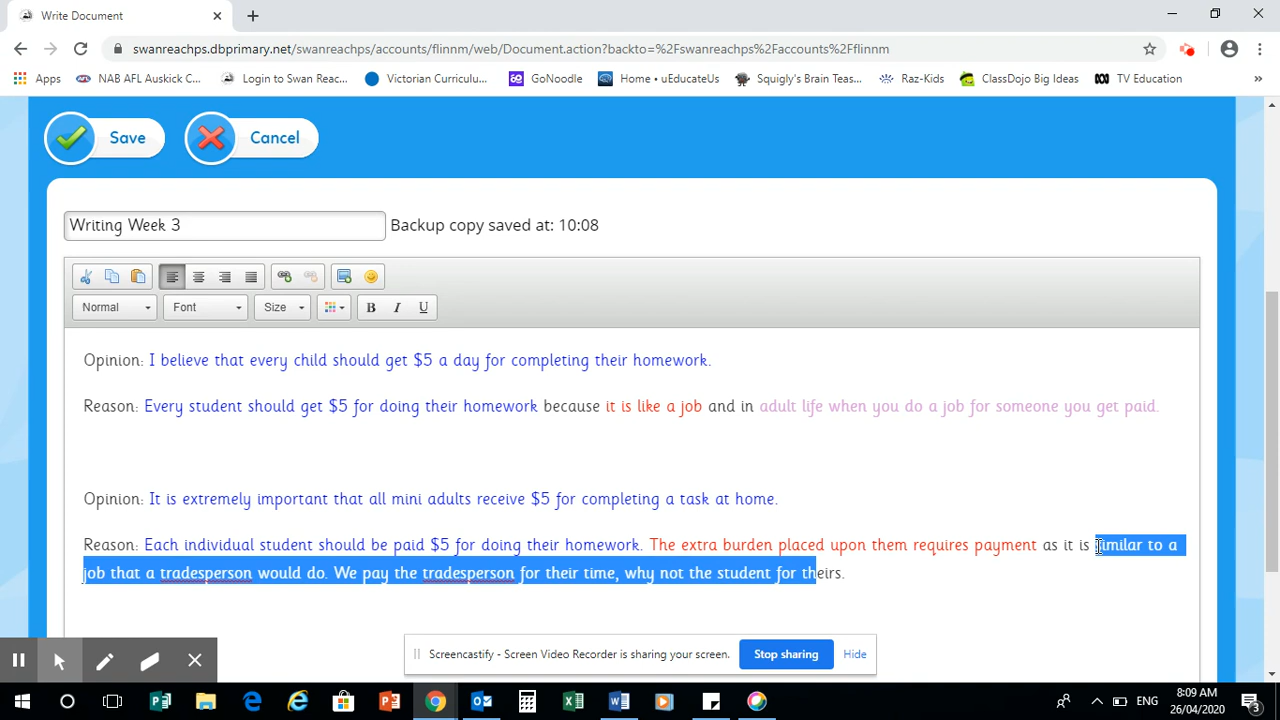 Write Document
swanreachps.dbprimary.net/swanreachps/accounts/flinnm/web/Document.action?backto=%2Fswanreachps%2Faccounts%2Fflinnm
Apps NAB AFL Auskick C... Login to Swan Reac... Victorian Curriculu... GoNoodle Home • uEducateUs Squigly's Brain Teas... Raz-Kids ClassDojo Big Ideas TV Education
Save Cancel
Writing Week 3 Backup copy saved at: 10:08
Normal Font Size B I U
Opinion: I believe that every child should get $5 a day for completing their homework.
Reason: Every student should get $5 for doing their homework because it is like a job and in adult life when you do a job for someone you get paid.
Opinion: It is extremely important that all mini adults receive $5 for completing a task at home.
Reason: Each individual student should be paid $5 for doing their homework. The extra burden placed upon them requires payment as it is similar to a
job that a tradesperson would do. We pay the tradesperson for their time, why not the student for theirs.
Screencastify - Screen Video Recorder is sharing your screen. Stop sharing Hide
ENG 8:09 AM
26/04/2020 3